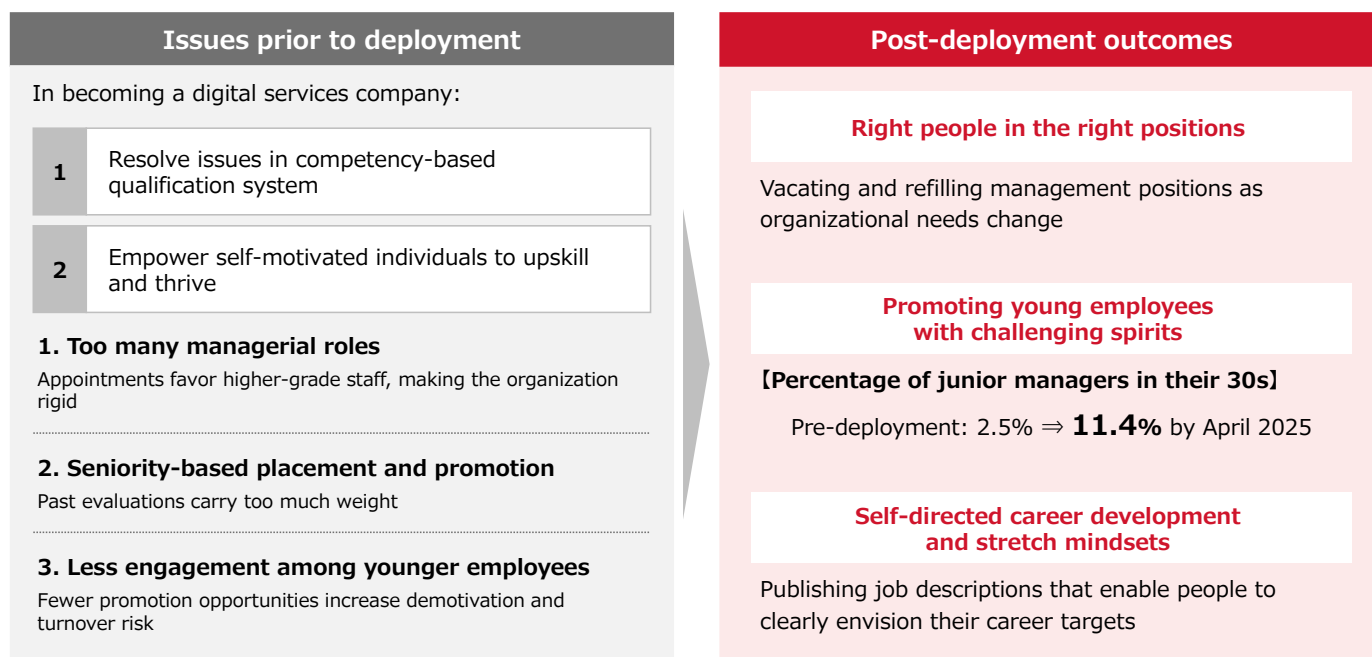 Issues prior to deployment
In becoming a digital services company:
1
Resolve issues in competency-based
qualification system
2
Empower self-motivated individuals to upskill
and thrive
1. Too many managerial roles
Appointments favor higher-grade staff, making the organization
rigid
2. Seniority-based placement and promotion
Past evaluations carry too much weight
3. Less engagement among younger employees
Fewer promotion opportunities increase demotivation and
turnover risk
Post-deployment outcomes
Right people in the right positions
Vacating and refilling management positions as
organizational needs change
Promoting young employees
with challenging spirits
【Percentage of junior managers in their 30s】
Pre-deployment: 2.5% ⇒ 11.4% by April 2025
Self-directed career development
and stretch mindsets
Publishing job descriptions that enable people to
clearly envision their career targets